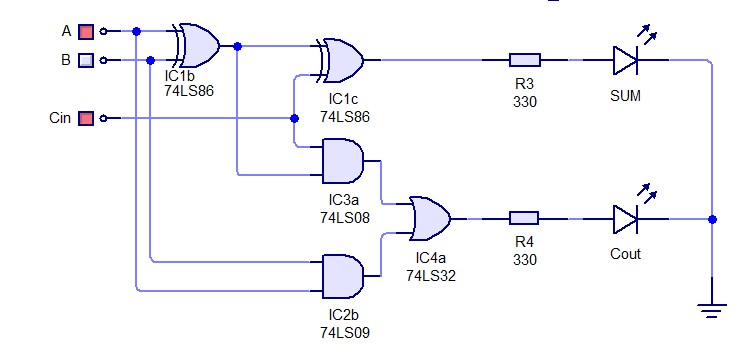 A
B
IC1b
74LS86
Cin
IC1c
74LS86
R3
330
SUM
IC3a
74LS08
IC4a
74LS32
R4
330
Cout
IC2b
74LS09